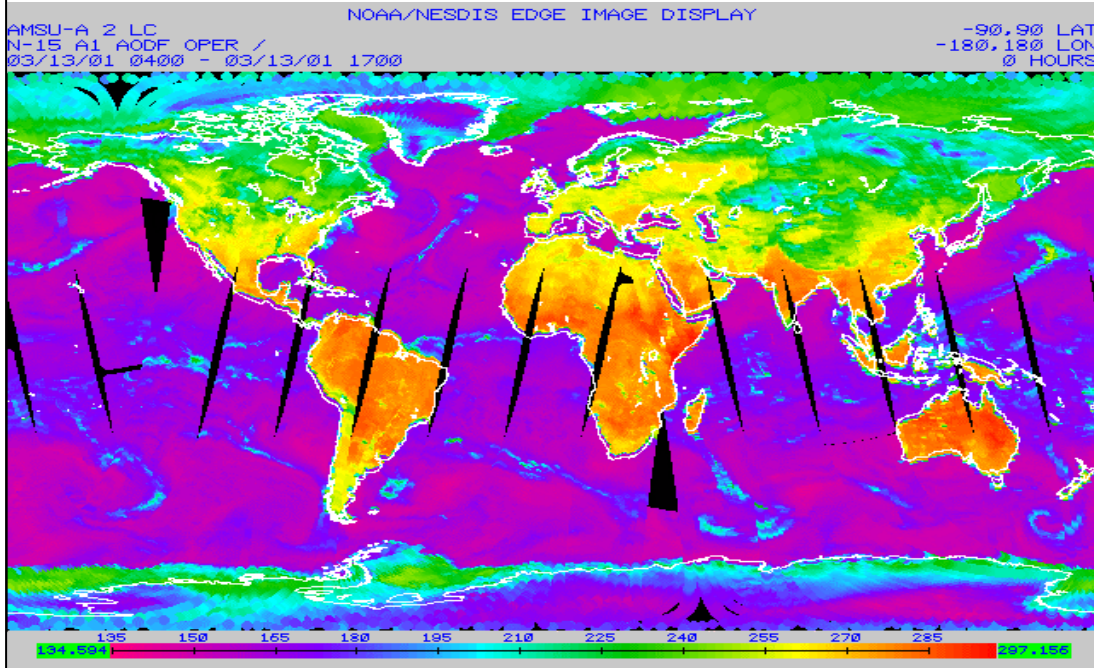 NOAA/NESDIS EDGE IMAGE DISPLAY
AMSU-A 2 LC
N-15 A1 AODF OPER /
03/13/01 0400 - 03/13/01 1700
-90,90 LAT
-180,180 LON
0 HOURS
135 150 165 180 195 210 225 240 255 270 285
134.594 297.156